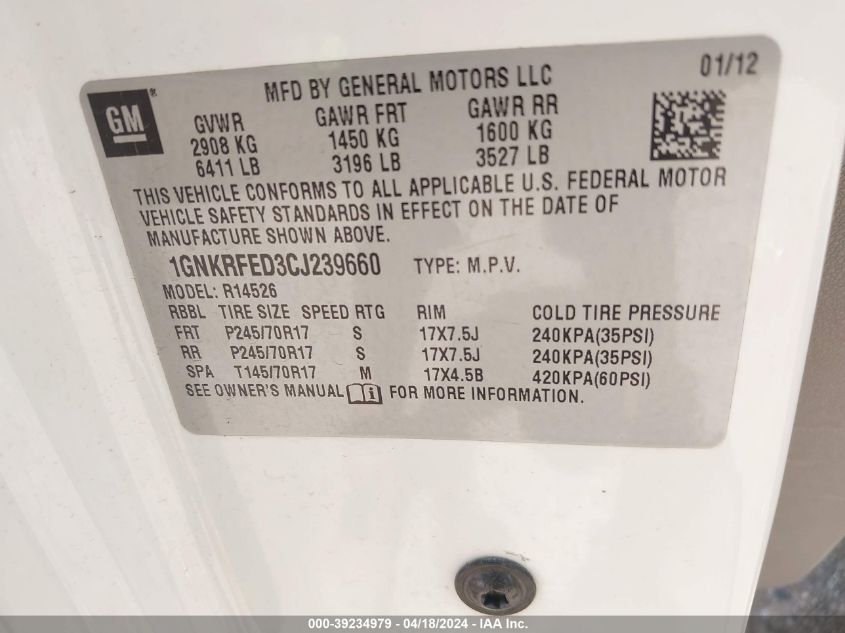 GM®
MFD BY GENERAL MOTORS LLC 01/12
GVWR GAWR FRT GAWR RR
2908 KG 1450 KG 1600 KG
6411 LB 3196 LB 3527 LB
THIS VEHICLE CONFORMS TO ALL APPLICABLE U.S. FEDERAL MOTOR
VEHICLE SAFETY STANDARDS IN EFFECT ON THE DATE OF
MANUFACTURE SHOWN ABOVE.
1GNKRFED3CJ239660 TYPE: M.P.V.
MODEL: R14526
RBBL TIRE SIZE SPEED RTG RIM COLD TIRE PRESSURE
FRT P245/70R17 S 17X7.5J 240KPA(35PSI)
RR P245/70R17 S 17X7.5J 240KPA(35PSI)
SPA T145/70R17 M 17X4.5B 420KPA(60PSI)
SEE OWNER'S MANUAL FOR MORE INFORMATION.
000-39234979 - 04/18/2024 - IAA Inc.